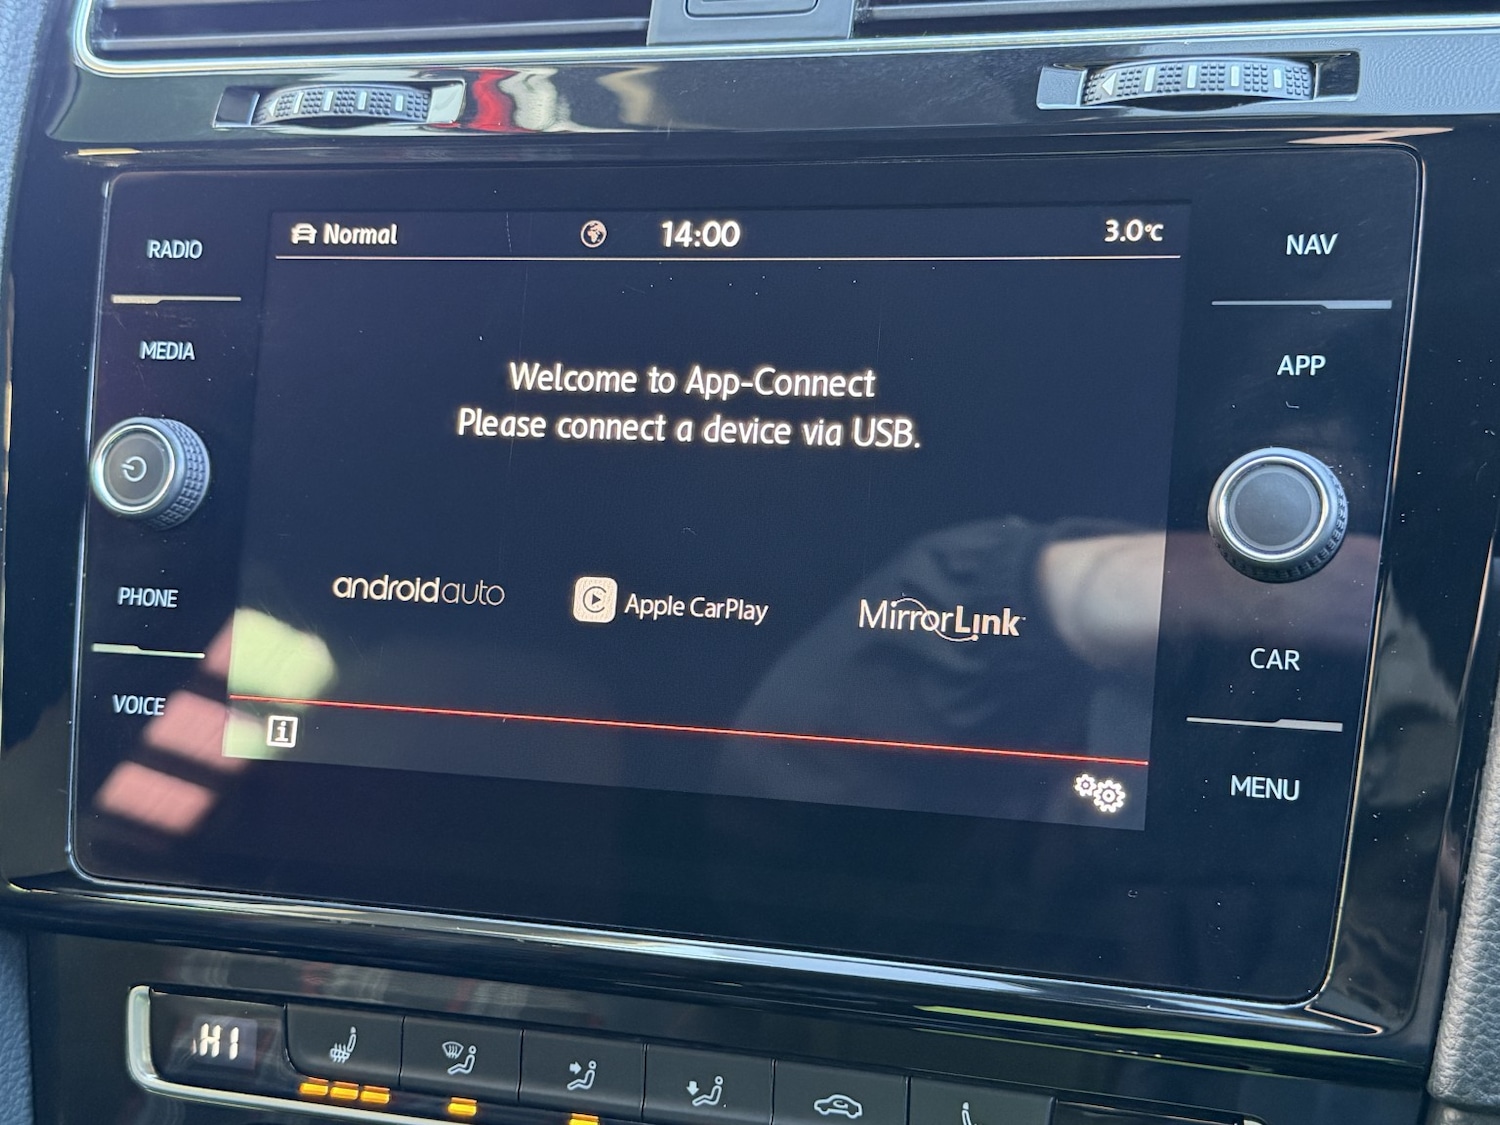 RADIO
MEDIA
PHONE
VOICE
Normal
14:00
3.0°C
Welcome to App-Connect
Please connect a device via USB.
androidauto
Apple CarPlay
MirrorLink™
i
NAV
APP
CAR
MENU
HI